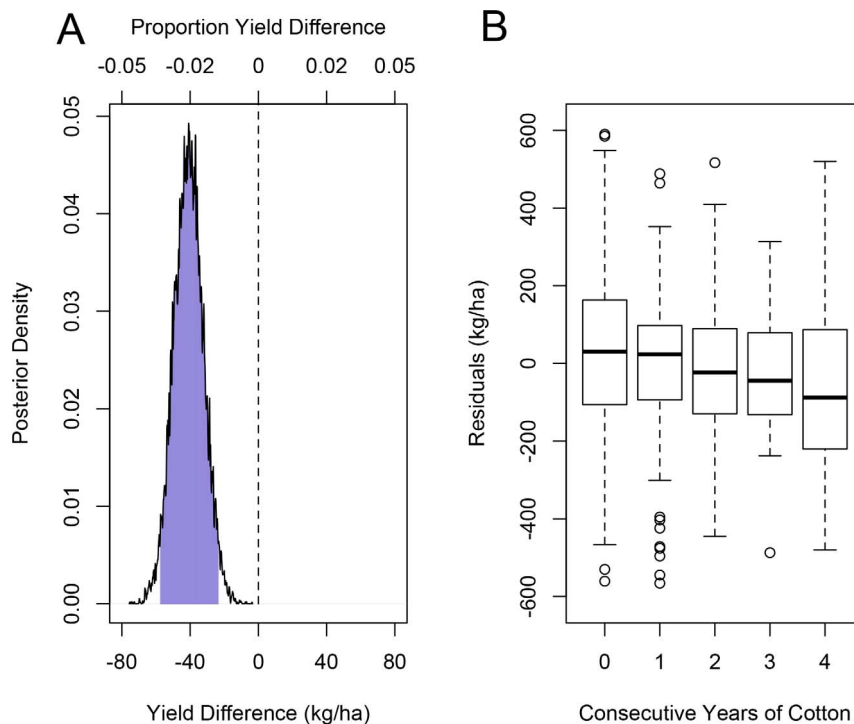 A
Proportion Yield Difference
-0.05 -0.02 0 0.02 0.05
Posterior Density
0.00 0.01 0.02 0.03 0.04 0.05
-80 -40 0 40 80
Yield Difference (kg/ha)
B
Residuals (kg/ha)
-600 -400 -200 0 200 400 600
0 1 2 3 4
Consecutive Years of Cotton